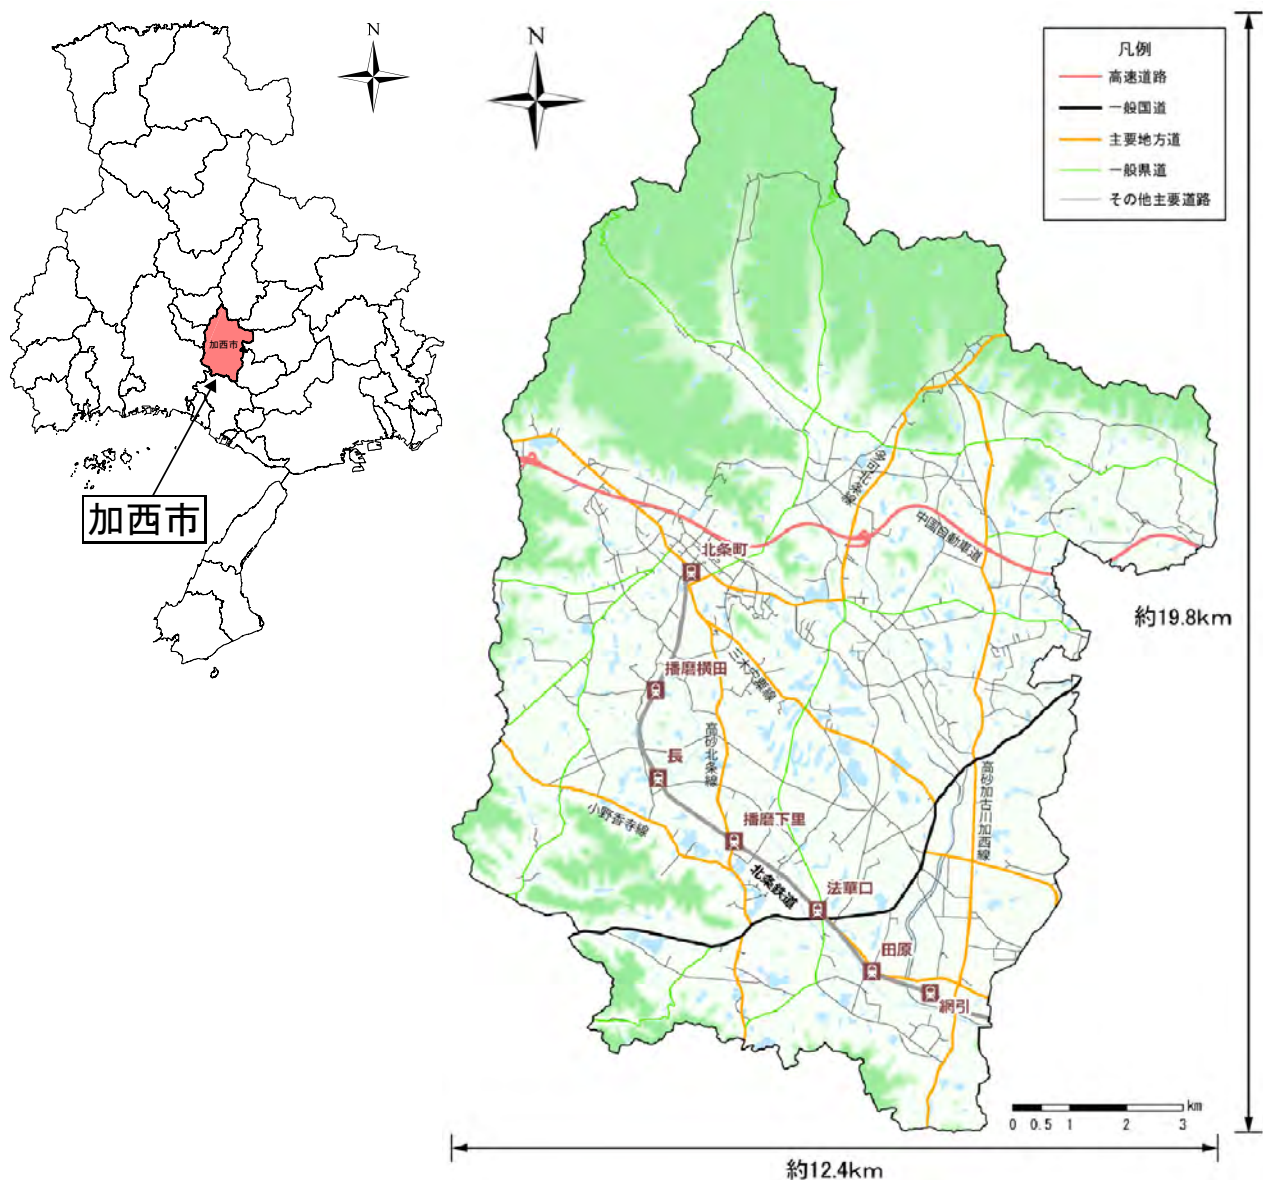 N
加西市
加西市
N
凡例
高速道路
一般国道
主要地方道
一般県道
その他主要道路
多可北条線
中国自動車道
北条町
約19.8km
播磨横田
三木宍粟線
高砂北条線
長
高砂加古川加西線
小野香寺線
播磨下里
北条鉄道
法華口
田原
網引
km
0 0.5 1 2 3
約12.4km